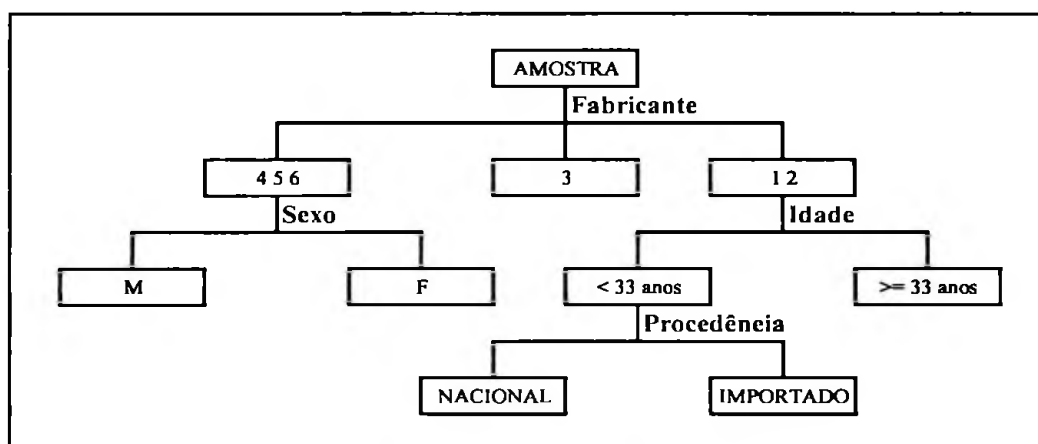 AMOSTRA
Fabricante
4 5 6
3
1 2
Sexo
Idade
M
F
< 33 anos
>= 33 anos
Procedência
NACIONAL
IMPORTADO